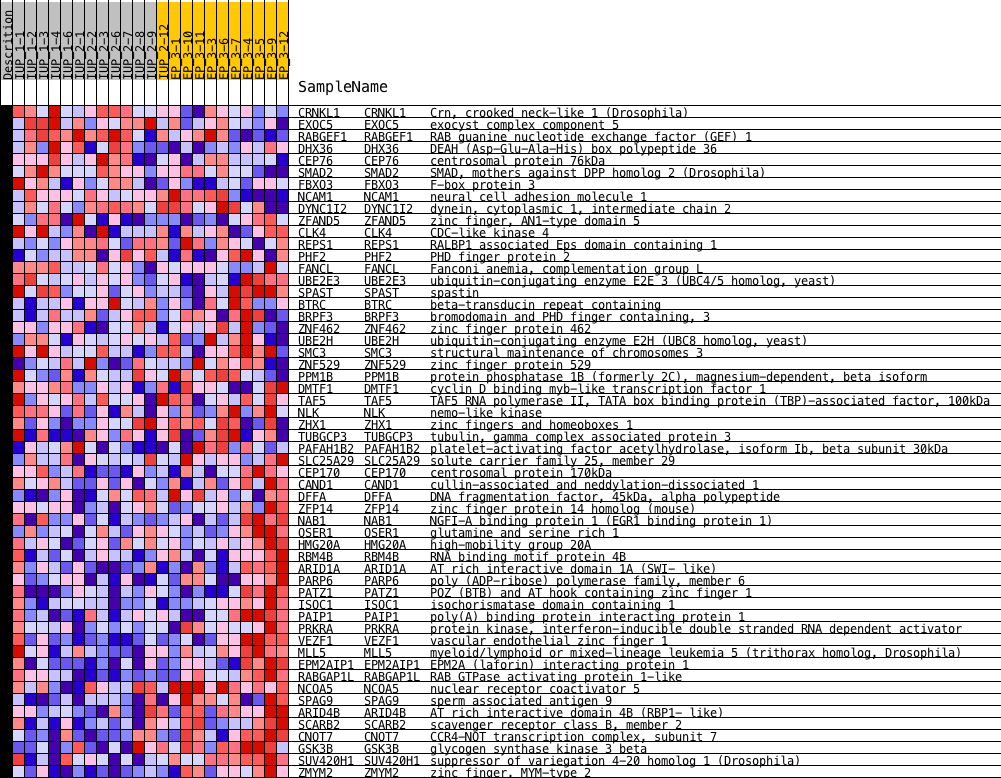 Descrition
IUP_1-1
IUP_1-2
IUP_1-3
IUP_1-4
IUP_1-6
IUP_2-1
IUP_2-2
IUP_2-3
IUP_2-6
IUP_2-7
IUP_2-8
IUP_2-9
IUP_2-12
EP_3-1
EP_3-10
EP_3-11
EP_3-3
EP_3-6
EP_3-7
EP_3-4
EP_3-5
EP_3-9
EP_3-12
SampleName
CRNKL1 CRNKL1 Crn, crooked neck-like 1 (Drosophila)
EXOC5 EXOC5 exocyst complex component 5
RABGEF1 RABGEF1 RAB guanine nucleotide exchange factor (GEF) 1
DHX36 DHX36 DEAH (Asp-Glu-Ala-His) box polypeptide 36
CEP76 CEP76 centrosomal protein 76kDa
SMAD2 SMAD2 SMAD, mothers against DPP homolog 2 (Drosophila)
FBXO3 FBXO3 F-box protein 3
NCAM1 NCAM1 neural cell adhesion molecule 1
DYNC1I2 DYNC1I2 dynein, cytoplasmic 1, intermediate chain 2
ZFAND5 ZFAND5 zinc finger, AN1-type domain 5
CLK4 CLK4 CDC-like kinase 4
REPS1 REPS1 RALBP1 associated Eps domain containing 1
PHF2 PHF2 PHD finger protein 2
FANCL FANCL Fanconi anemia, complementation group L
UBE2E3 UBE2E3 ubiquitin-conjugating enzyme E2E 3 (UBC4/5 homolog, yeast)
SPAST SPAST spastin
BTRC BTRC beta-transducin repeat containing
BRPF3 BRPF3 bromodomain and PHD finger containing, 3
ZNF462 ZNF462 zinc finger protein 462
UBE2H UBE2H ubiquitin-conjugating enzyme E2H (UBC8 homolog, yeast)
SMC3 SMC3 structural maintenance of chromosomes 3
ZNF529 ZNF529 zinc finger protein 529
PPM1B PPM1B protein phosphatase 1B (formerly 2C), magnesium-dependent, beta isoform
DMTF1 DMTF1 cyclin D binding myb-like transcription factor 1
TAF5 TAF5 TAF5 RNA polymerase II, TATA box binding protein (TBP)-associated factor, 100kDa
NLK NLK nemo-like kinase
ZHX1 ZHX1 zinc fingers and homeoboxes 1
TUBGCP3 TUBGCP3 tubulin, gamma complex associated protein 3
PAFAH1B2 PAFAH1B2 platelet-activating factor acetylhydrolase, isoform Ib, beta subunit 30kDa
SLC25A29 SLC25A29 solute carrier family 25, member 29
CEP170 CEP170 centrosomal protein 170kDa
CAND1 CAND1 cullin-associated and neddylation-dissociated 1
DFFA DFFA DNA fragmentation factor, 45kDa, alpha polypeptide
ZFP14 ZFP14 zinc finger protein 14 homolog (mouse)
NAB1 NAB1 NGFI-A binding protein 1 (EGR1 binding protein 1)
QSER1 QSER1 glutamine and serine rich 1
HMG20A HMG20A high-mobility group 20A
RBM4B RBM4B RNA binding motif protein 4B
ARID1A ARID1A AT rich interactive domain 1A (SWI- like)
PARP6 PARP6 poly (ADP-ribose) polymerase family, member 6
PATZ1 PATZ1 POZ (BTB) and AT hook containing zinc finger 1
ISOC1 ISOC1 isochorismatase domain containing 1
PAIP1 PAIP1 poly(A) binding protein interacting protein 1
PRKRA PRKRA protein kinase, interferon-inducible double stranded RNA dependent activator
VEZF1 VEZF1 vascular endothelial zinc finger 1
MLL5 MLL5 myeloid/lymphoid or mixed-lineage leukemia 5 (trithorax homolog, Drosophila)
EPM2AIP1 EPM2AIP1 EPM2A (laforin) interacting protein 1
RABGAP1L RABGAP1L RAB GTPase activating protein 1-like
NCOA5 NCOA5 nuclear receptor coactivator 5
SPAG9 SPAG9 sperm associated antigen 9
ARID4B ARID4B AT rich interactive domain 4B (RBP1- like)
SCARB2 SCARB2 scavenger receptor class B, member 2
CNOT7 CNOT7 CCR4-NOT transcription complex, subunit 7
GSK3B GSK3B glycogen synthase kinase 3 beta
SUV420H1 SUV420H1 suppressor of variegation 4-20 homolog 1 (Drosophila)
ZMYM2 ZMYM2 zinc finger, MYM-type 2